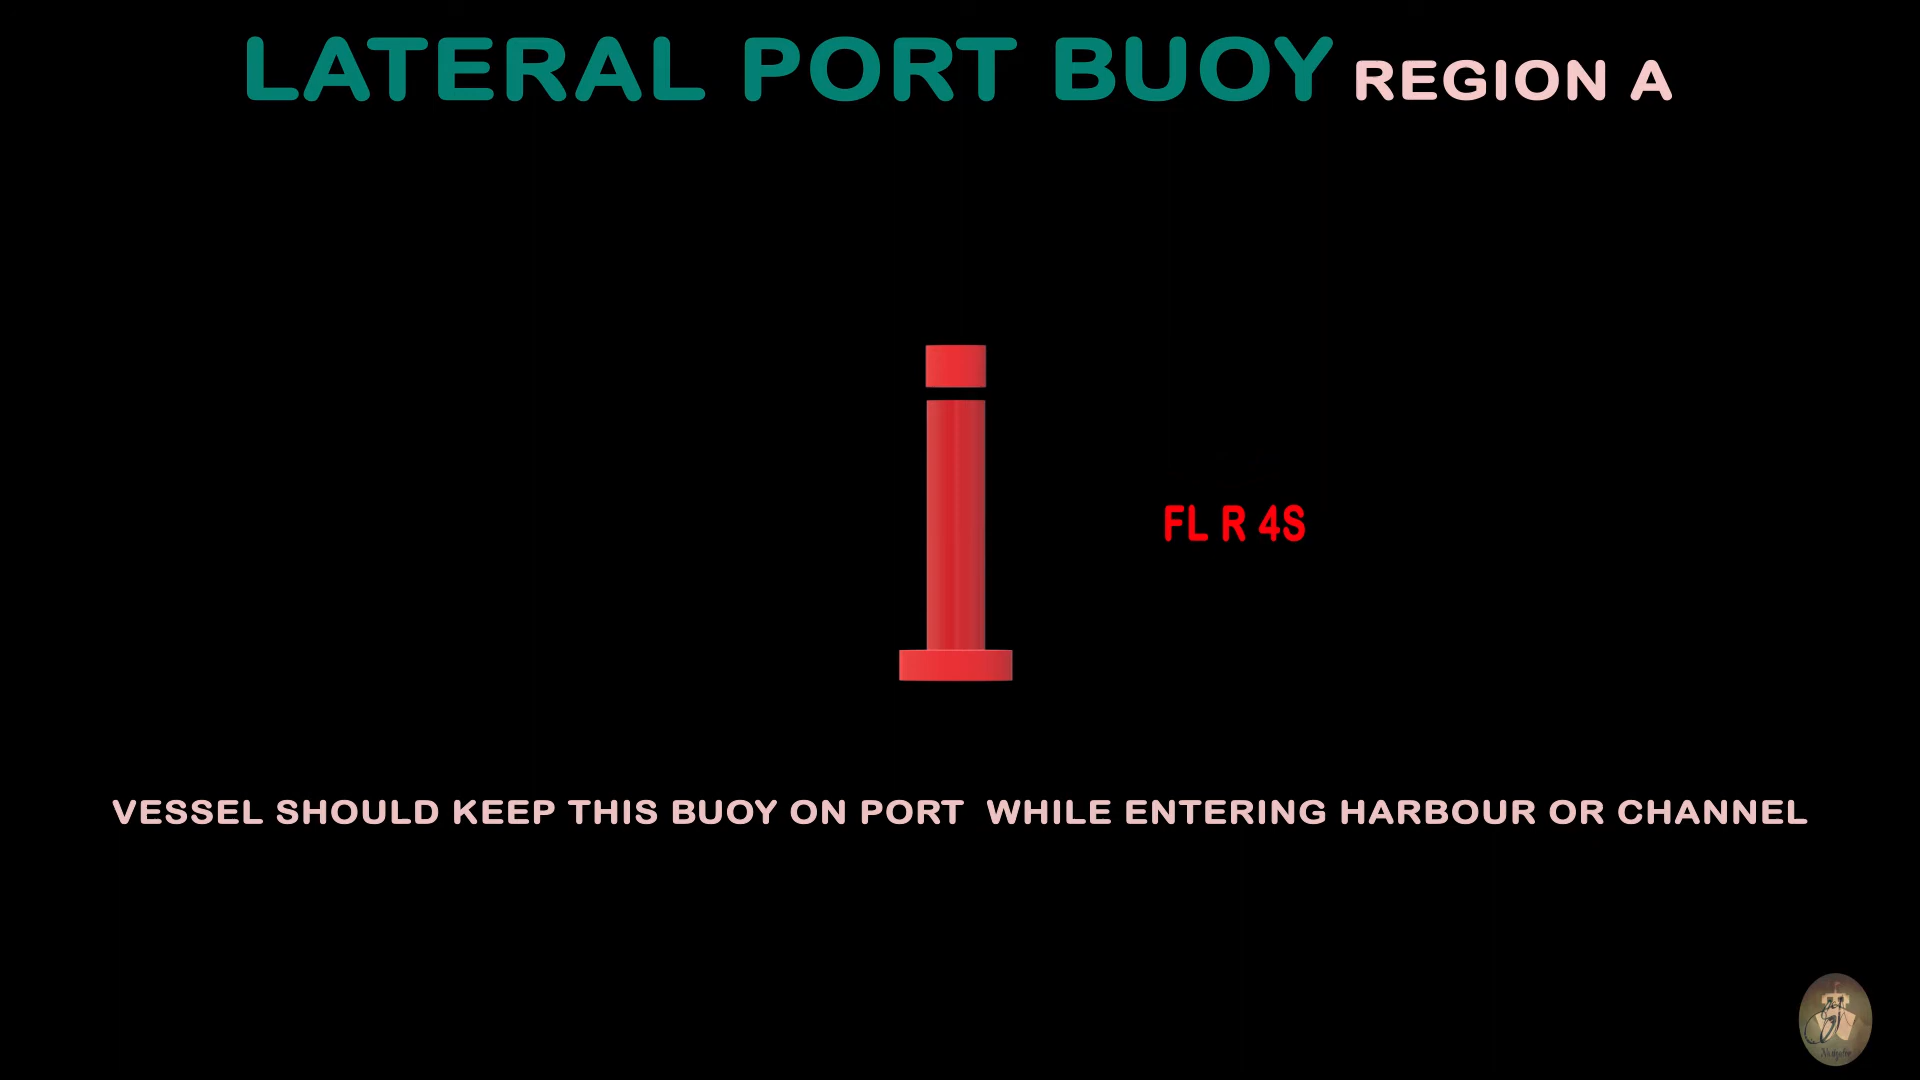 LATERAL PORT BUOY REGION A
FL R 4S
VESSEL SHOULD KEEP THIS BUOY ON PORT WHILE ENTERING HARBOUR OR CHANNEL